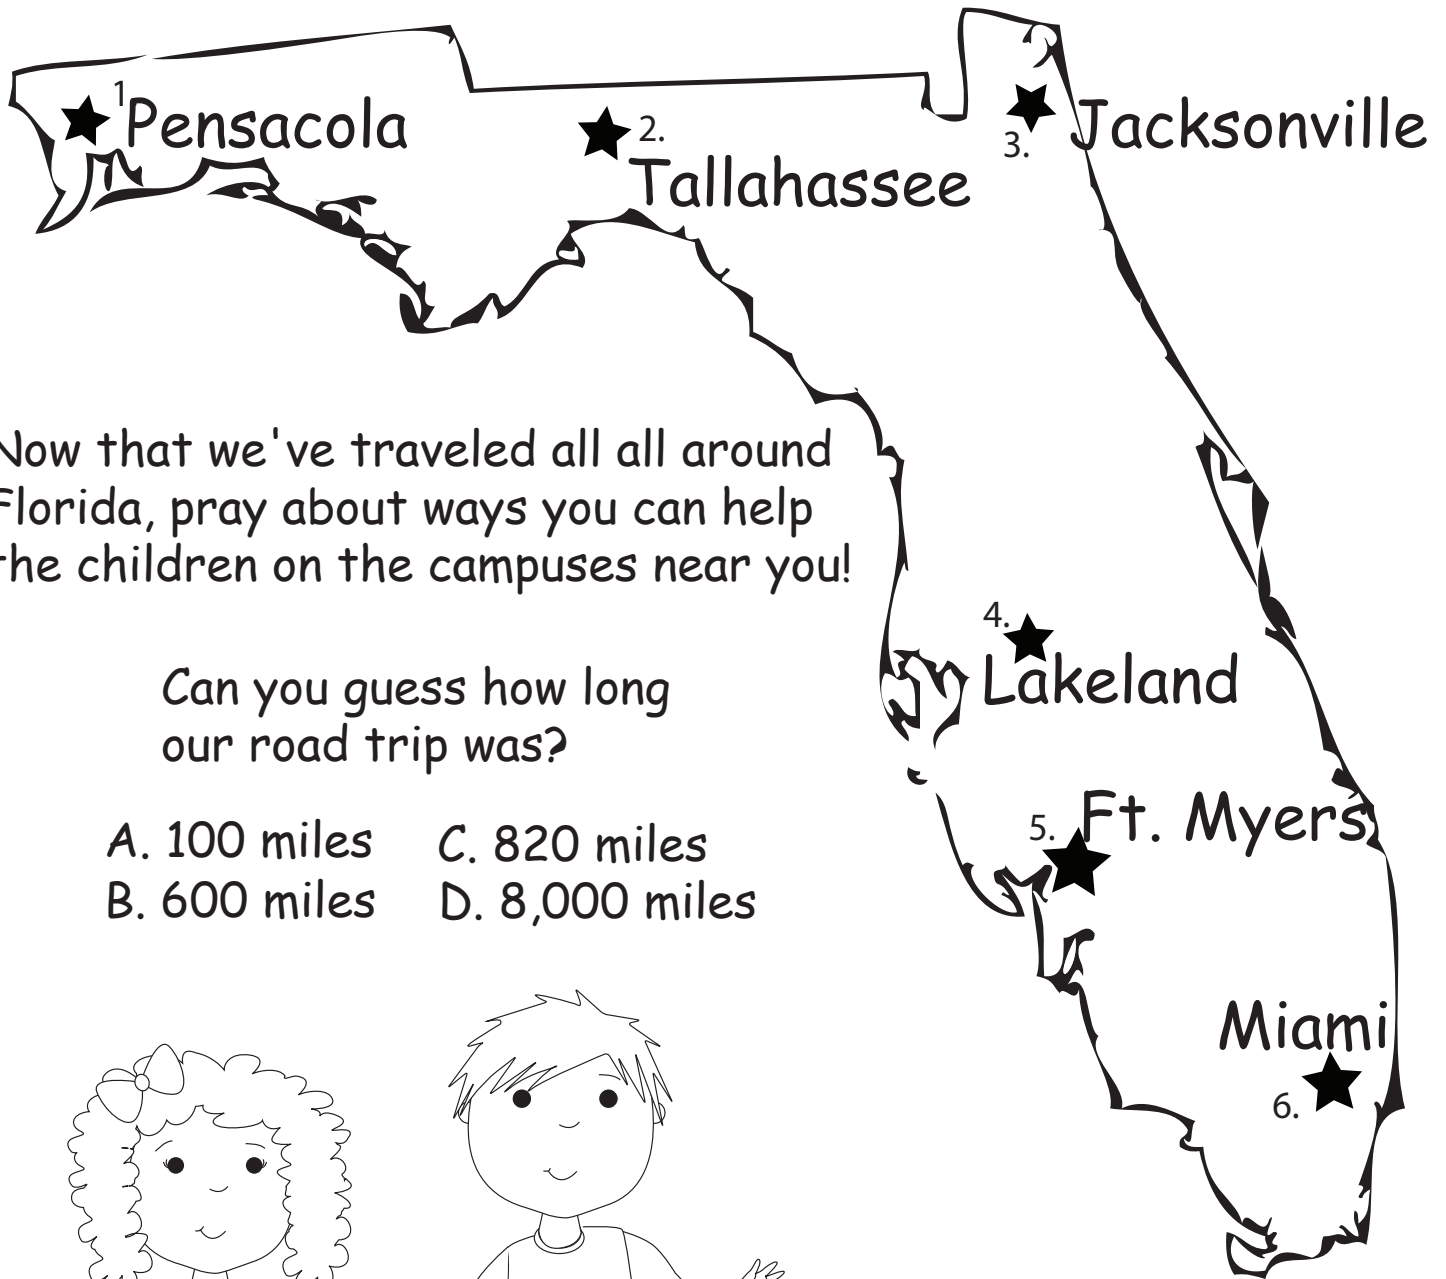 1 Pensacola
2.
Tallahassee
3.
Jacksonville
Now that we've traveled all all around
Florida, pray about ways you can help
the children on the campuses near you!
4.
Lakeland
Can you guess how long
our road trip was?
5. Ft. Myers
A. 100 miles C. 820 miles
B. 600 miles D. 8,000 miles
Miami
6.